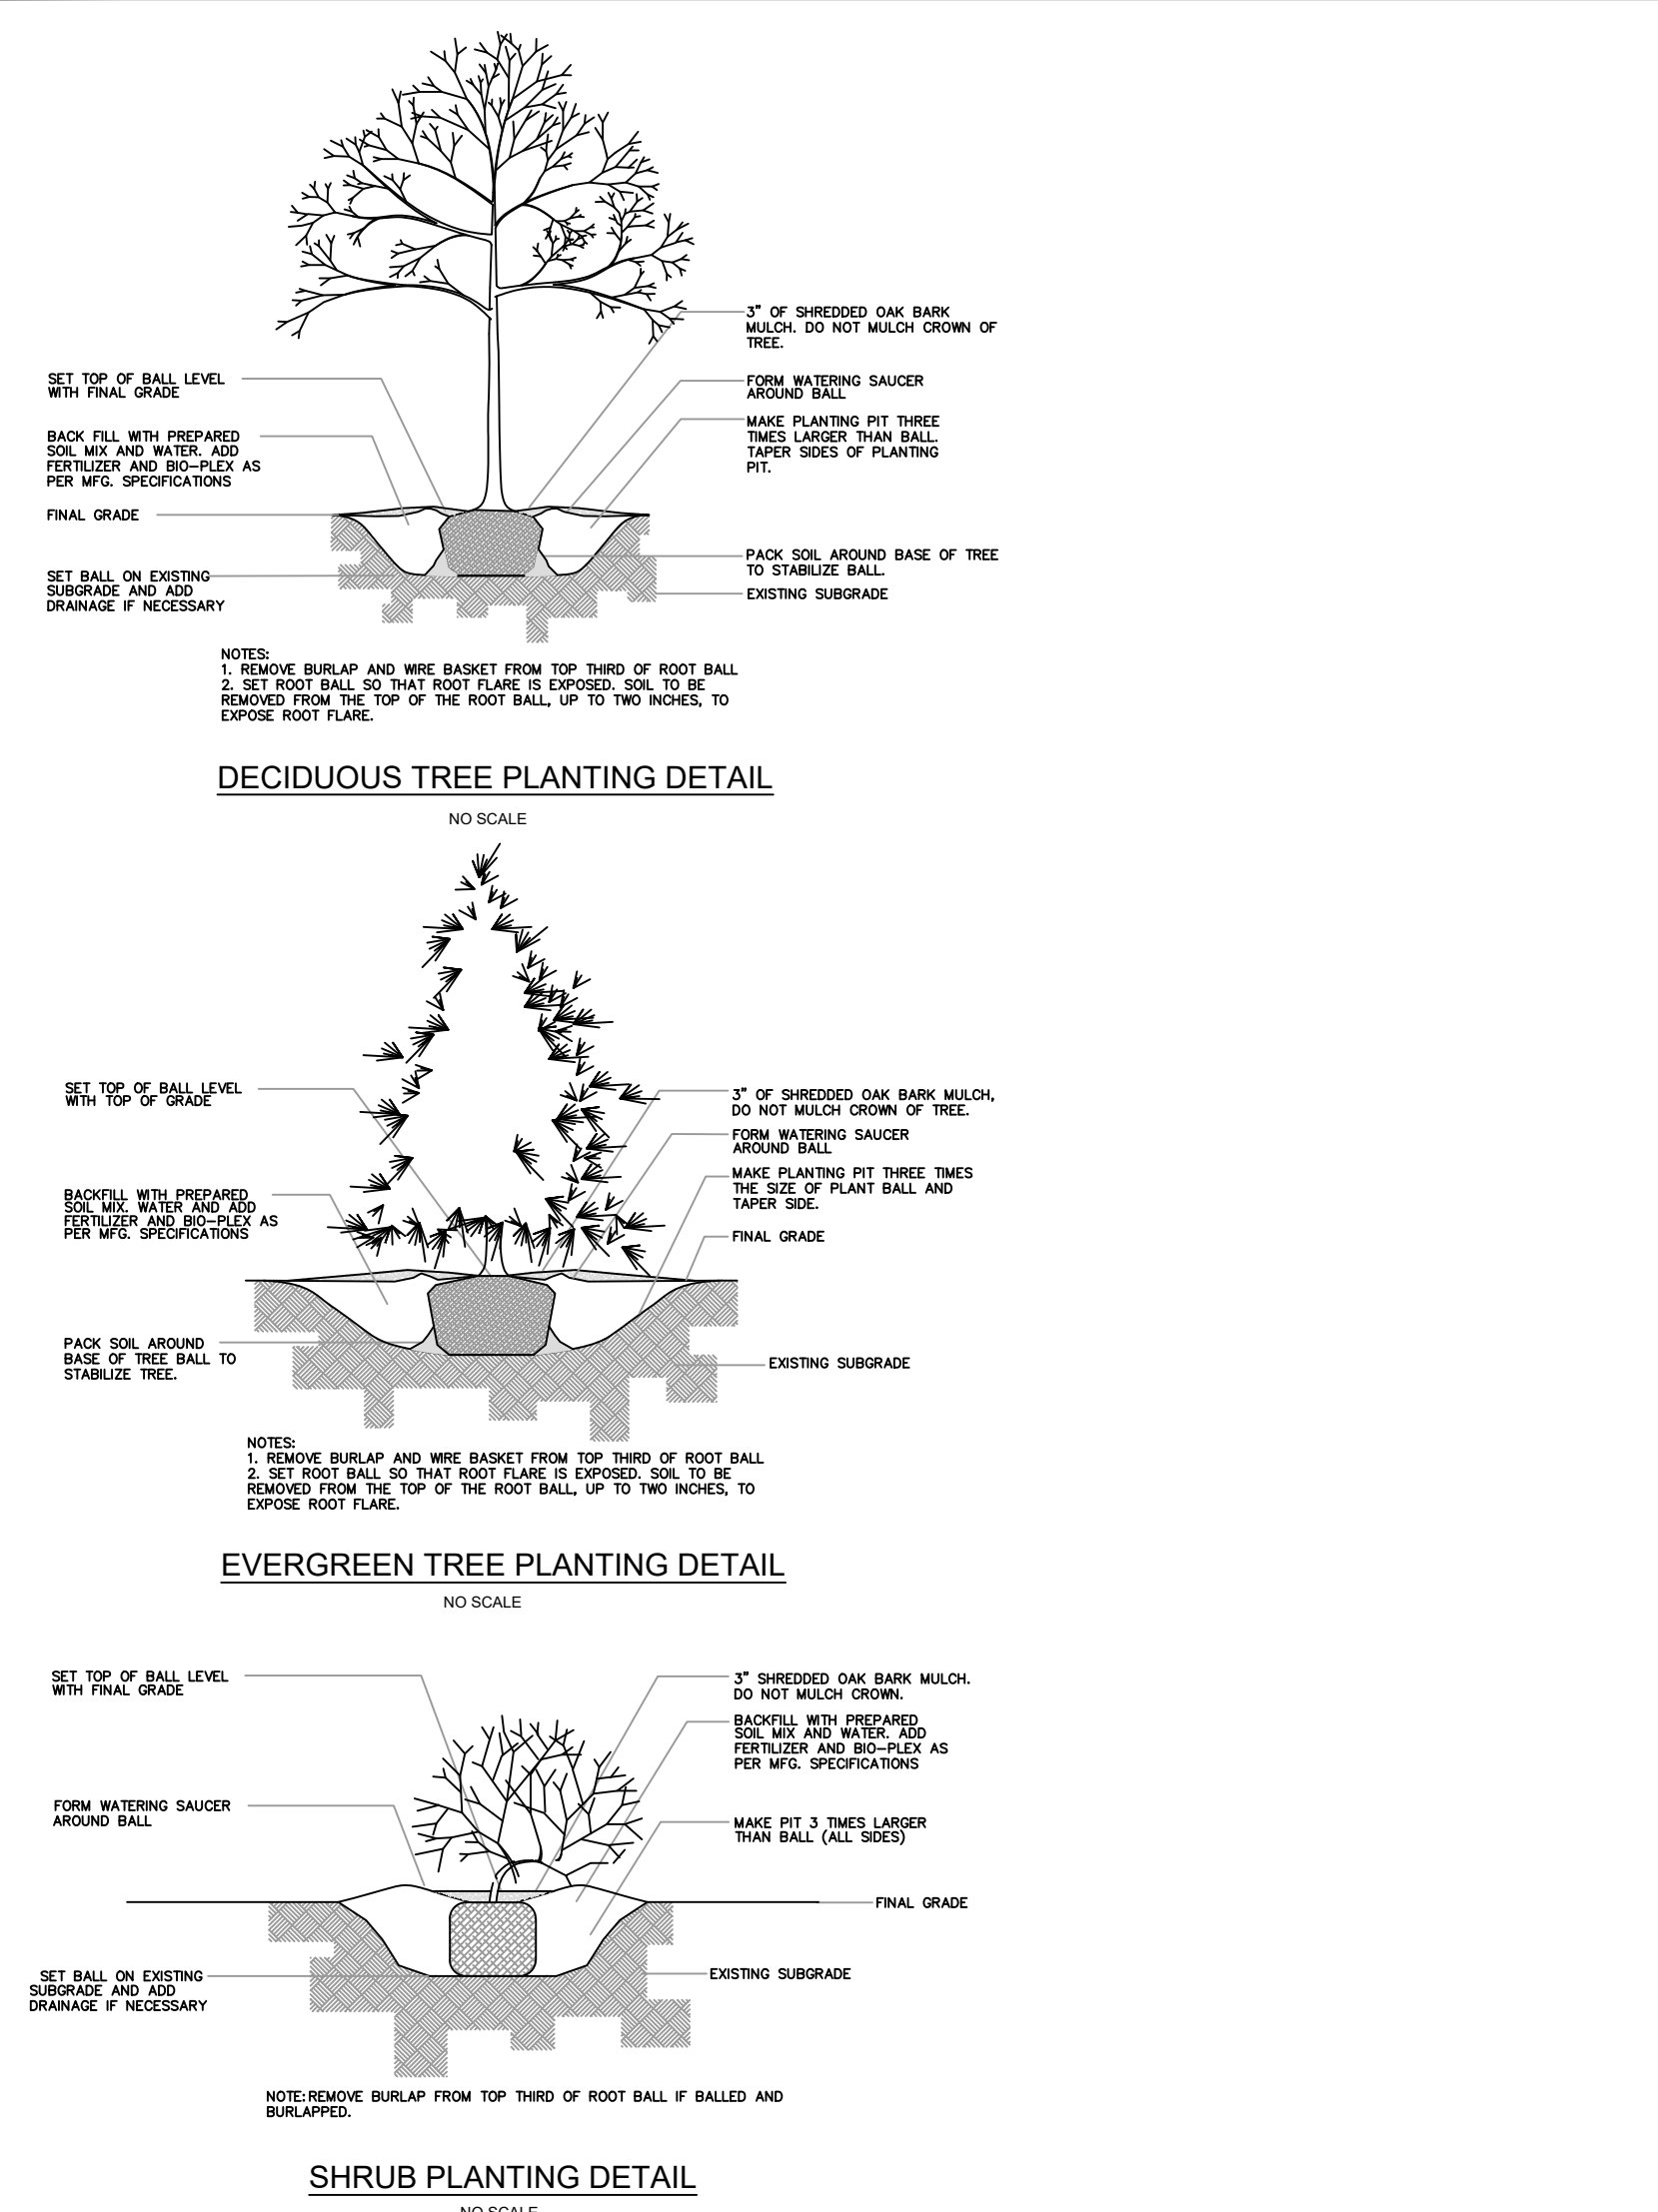 3" OF SHREDDED OAK BARK
MULCH. DO NOT MULCH CROWN OF
TREE.
SET TOP OF BALL LEVEL
WITH FINAL GRADE
FORM WATERING SAUCER
AROUND BALL
BACK FILL WITH PREPARED
SOIL MIX AND WATER. ADD
FERTILIZER AND BIO-PLEX AS
PER MFG. SPECIFICATIONS
MAKE PLANTING PIT THREE
TIMES LARGER THAN BALL.
TAPER SIDES OF PLANTING
PIT.
FINAL GRADE
PACK SOIL AROUND BASE OF TREE
TO STABILIZE BALL.
SET BALL ON EXISTING
SUBGRADE AND ADD
DRAINAGE IF NECESSARY
EXISTING SUBGRADE
NOTES:
1. REMOVE BURLAP AND WIRE BASKET FROM TOP THIRD OF ROOT BALL
2. SET ROOT BALL SO THAT ROOT FLARE IS EXPOSED. SOIL TO BE
REMOVED FROM THE TOP OF THE ROOT BALL, UP TO TWO INCHES, TO
EXPOSE ROOT FLARE.
DECIDUOUS TREE PLANTING DETAIL
NO SCALE
SET TOP OF BALL LEVEL
WITH TOP OF GRADE
3" OF SHREDDED OAK BARK MULCH,
DO NOT MULCH CROWN OF TREE.
FORM WATERING SAUCER
AROUND BALL
MAKE PLANTING PIT THREE TIMES
THE SIZE OF PLANT BALL AND
TAPER SIDE.
BACKFILL WITH PREPARED
SOIL MIX. WATER AND ADD
FERTILIZER AND BIO-PLEX AS
PER MFG. SPECIFICATIONS
FINAL GRADE
PACK SOIL AROUND
BASE OF TREE BALL TO
STABILIZE TREE.
EXISTING SUBGRADE
NOTES:
1. REMOVE BURLAP AND WIRE BASKET FROM TOP THIRD OF ROOT BALL
2. SET ROOT BALL SO THAT ROOT FLARE IS EXPOSED. SOIL TO BE
REMOVED FROM THE TOP OF THE ROOT BALL, UP TO TWO INCHES, TO
EXPOSE ROOT FLARE.
EVERGREEN TREE PLANTING DETAIL
NO SCALE
SET TOP OF BALL LEVEL
WITH FINAL GRADE
3" SHREDDED OAK BARK MULCH.
DO NOT MULCH CROWN.
BACKFILL WITH PREPARED
SOIL MIX AND WATER. ADD
FERTILIZER AND BIO-PLEX AS
PER MFG. SPECIFICATIONS
FORM WATERING SAUCER
AROUND BALL
MAKE PIT 3 TIMES LARGER
THAN BALL (ALL SIDES)
FINAL GRADE
SET BALL ON EXISTING
SUBGRADE AND ADD
DRAINAGE IF NECESSARY
EXISTING SUBGRADE
NOTE: REMOVE BURLAP FROM TOP THIRD OF ROOT BALL IF BALLED AND
BURLAPPED.
SHRUB PLANTING DETAIL
NO SCALE